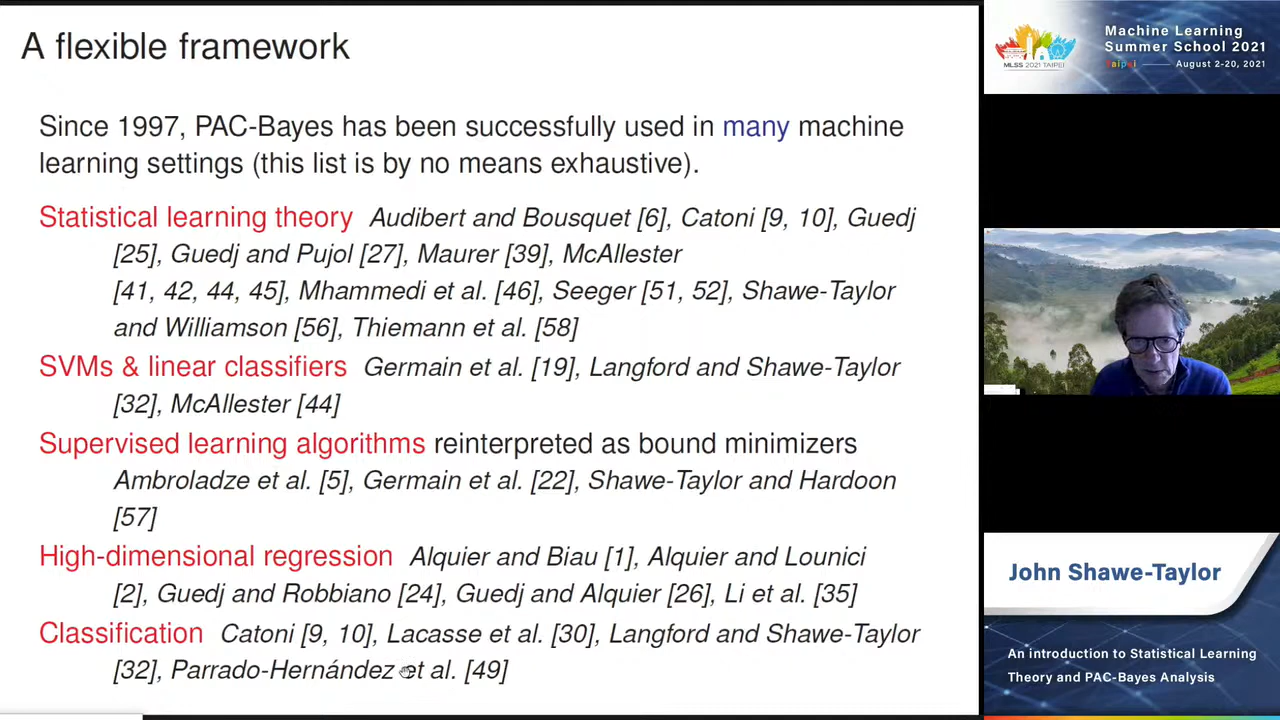 A flexible framework
Since 1997, PAC-Bayes has been successfully used in many machine
learning settings (this list is by no means exhaustive).
Statistical learning theory Audibert and Bousquet [6], Catoni [9, 10], Guedj
[25], Guedj and Pujol [27], Maurer [39], McAllester
[41, 42, 44, 45], Mhammedi et al. [46], Seeger [51, 52], Shawe-Taylor
and Williamson [56], Thiemann et al. [58]
SVMs & linear classifiers Germain et al. [19], Langford and Shawe-Taylor
[32], McAllester [44]
Supervised learning algorithms reinterpreted as bound minimizers
Ambroladze et al. [5], Germain et al. [22], Shawe-Taylor and Hardoon
[57]
High-dimensional regression Alquier and Biau [1], Alquier and Lounici
[2], Guedj and Robbiano [24], Guedj and Alquier [26], Li et al. [35]
Classification Catoni [9, 10], Lacasse et al. [30], Langford and Shawe-Taylor
[32], Parrado-Hernández et al. [49]
MLSS 2021 TAIPEI
Machine Learning
Summer School 2021
Taipei August 2-20, 2021
John Shawe-Taylor
An introduction to Statistical Learning
Theory and PAC-Bayes Analysis